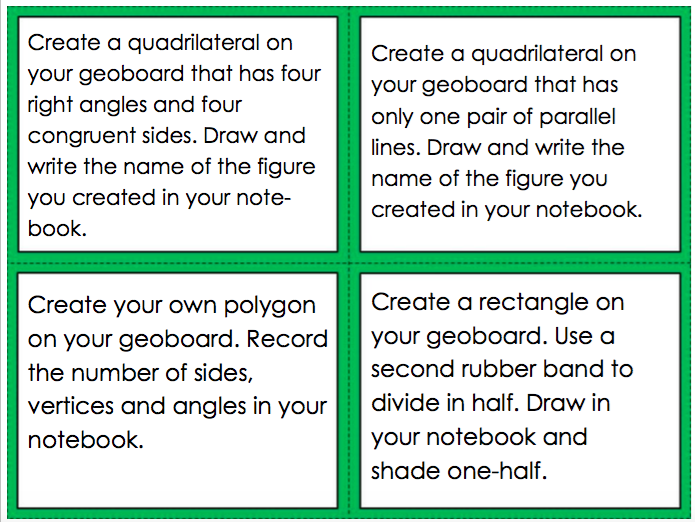 Create a quadrilateral on
your geoboard that has four
right angles and four
congruent sides. Draw and
write the name of the figure
you created in your note-
book.
Create a quadrilateral on
your geoboard that has
only one pair of parallel
lines. Draw and write the
name of the figure you
created in your notebook.
Create your own polygon
on your geoboard. Record
the number of sides,
vertices and angles in your
notebook.
Create a rectangle on
your geoboard. Use a
second rubber band to
divide in half. Draw in
your notebook and
shade one-half.